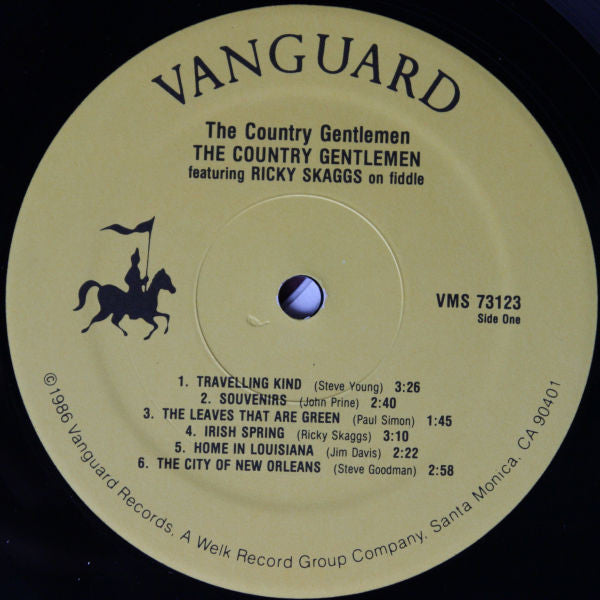 VANGUARD
The Country Gentlemen
THE COUNTRY GENTLEMEN
featuring RICKY SKAGGS on fiddle
VMS 73123
Side One
1. TRAVELLING KIND (Steve Young) 3:26
2. SOUVENIRS (John Prine) 2:40
3. THE LEAVES THAT ARE GREEN (Paul Simon) 1:45
4. IRISH SPRING (Ricky Skaggs) 3:10
5. HOME IN LOUISIANA (Jim Davis) 2:22
6. THE CITY OF NEW ORLEANS (Steve Goodman) 2:58
©1986 Vanguard Records, A Welk Record Group Company, Santa Monica, CA 90401